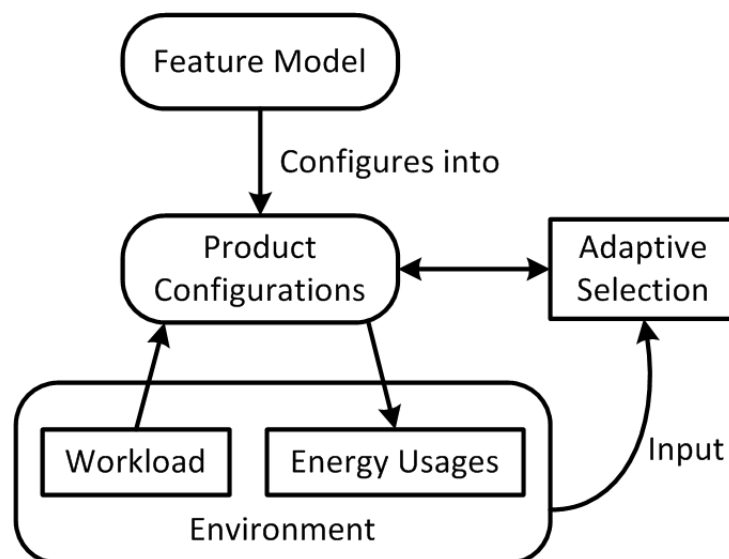 Feature Model
Configures into
Product
Configurations
Adaptive
Selection
Workload
Energy Usages
Input
Environment